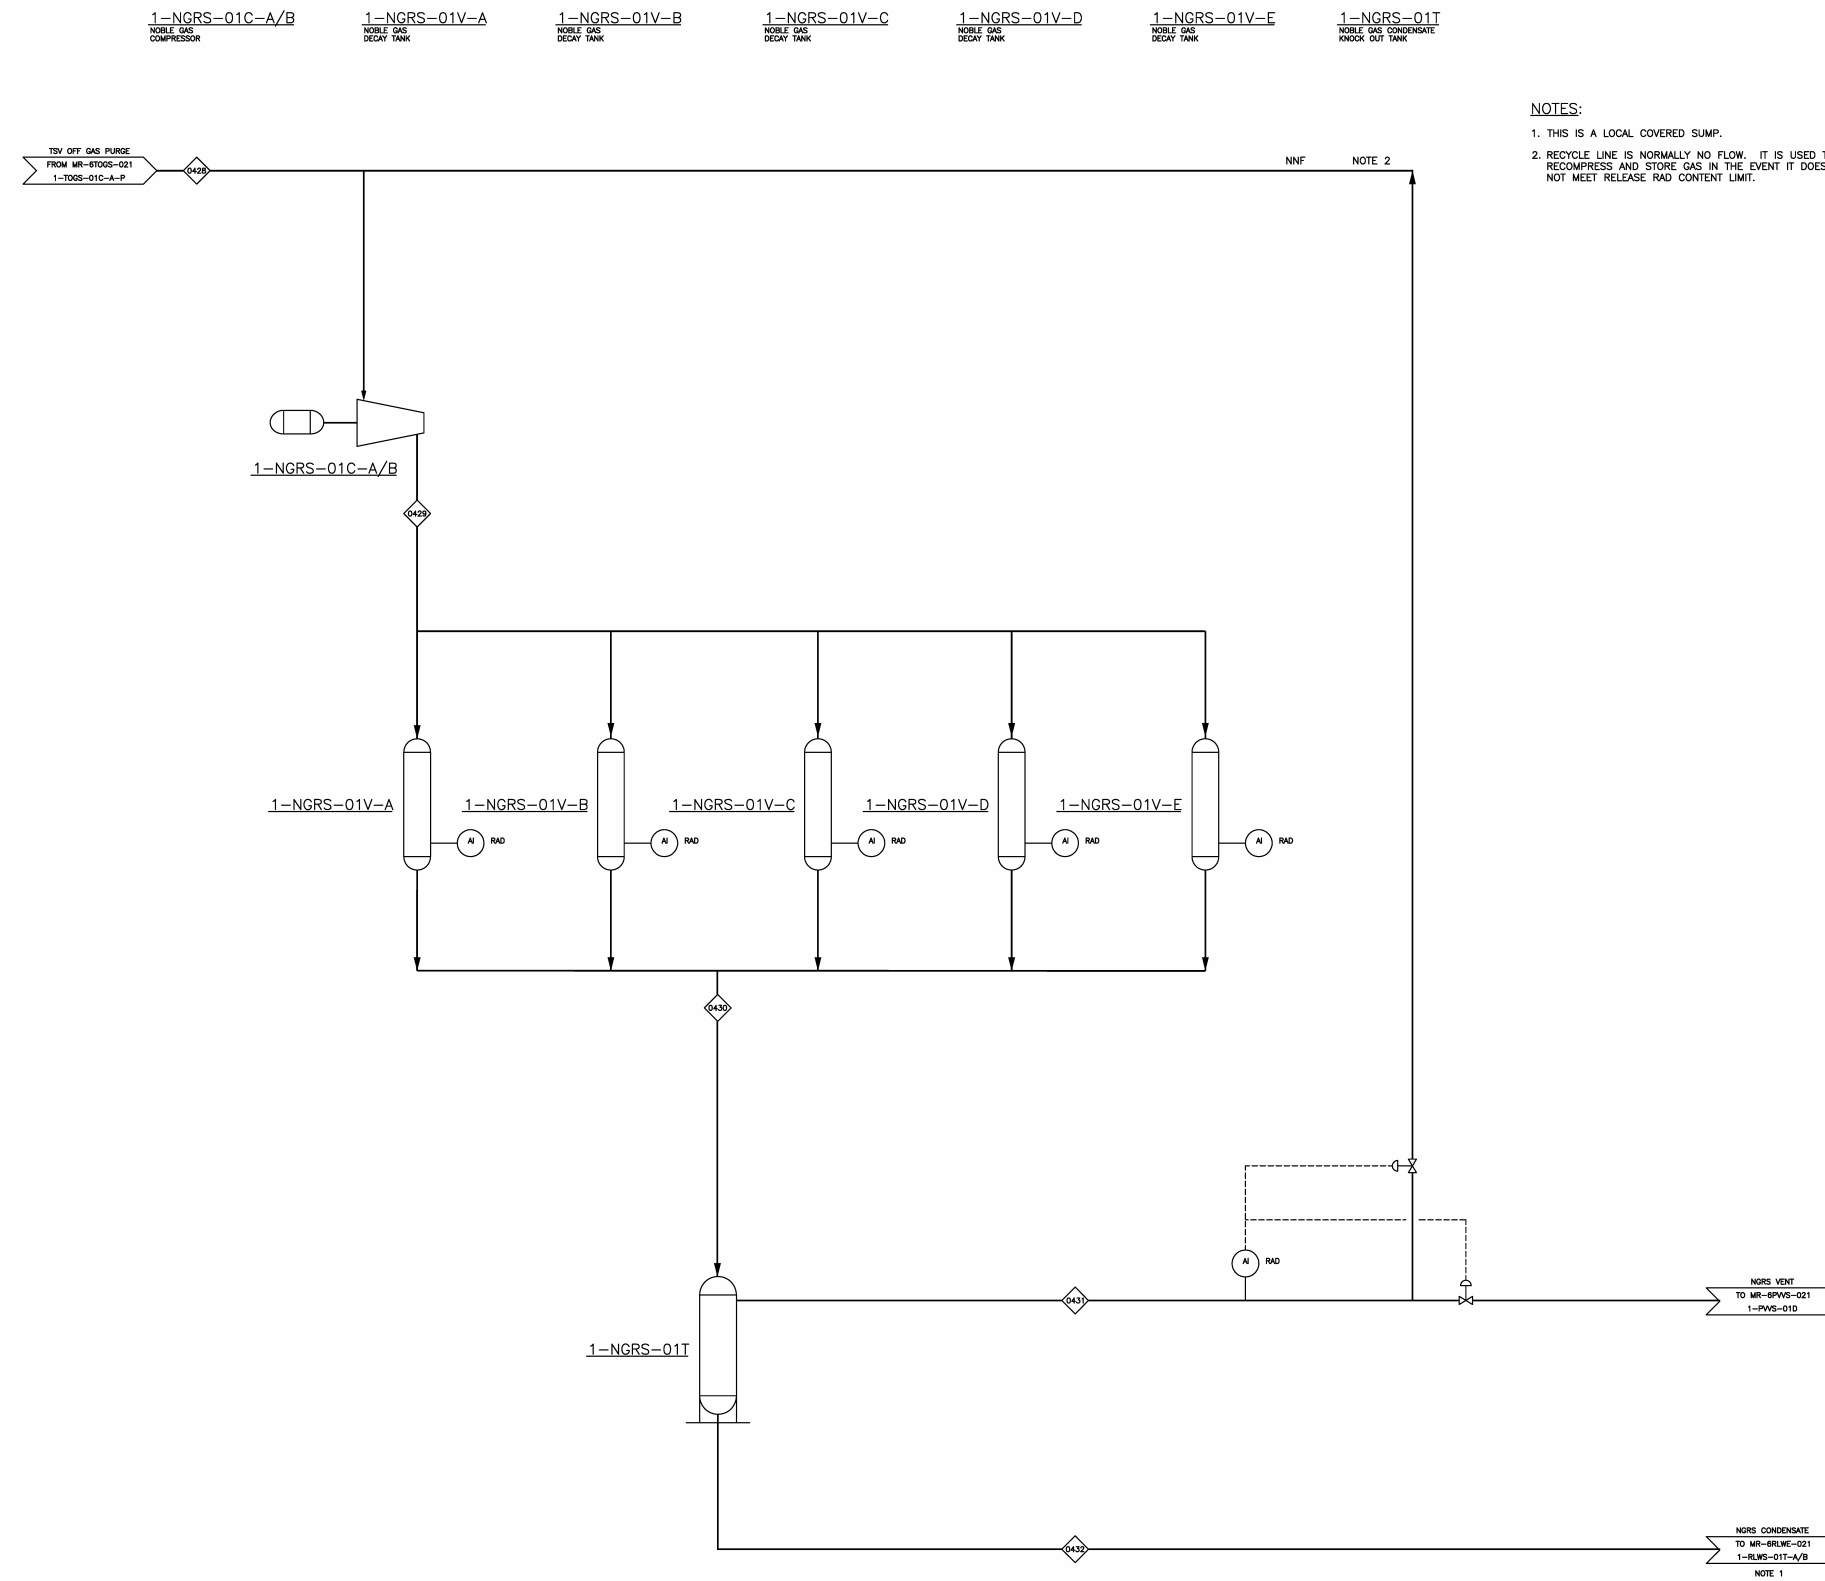 1-NGRS-01C-A/B
NOBLE GAS
COMPRESSOR
1-NGRS-01V-A
NOBLE GAS
DECAY TANK
1-NGRS-01V-B
NOBLE GAS
DECAY TANK
1-NGRS-01V-C
NOBLE GAS
DECAY TANK
1-NGRS-01V-D
NOBLE GAS
DECAY TANK
1-NGRS-01V-E
NOBLE GAS
DECAY TANK
1-NGRS-01T
NOBLE GAS CONDENSATE
KNOCK OUT TANK
NOTES:
1. THIS IS A LOCAL COVERED SUMP.
2. RECYCLE LINE IS NORMALLY NO FLOW. IT IS USED T
RECOMPRESS AND STORE GAS IN THE EVENT IT DOES
NOT MEET RELEASE RAD CONTENT LIMIT.
TSV OFF GAS PURGE
FROM MR-6TOGS-021
1-TOGS-01C-A-P
0428
NNF NOTE 2
1-NGRS-01C-A/B
0429
1-NGRS-01V-A
AI RAD
1-NGRS-01V-B
AI RAD
1-NGRS-01V-C
AI RAD
1-NGRS-01V-D
AI RAD
1-NGRS-01V-E
AI RAD
0430
AI RAD
1-NGRS-01T
0431
NGRS VENT
TO MR-6PVVS-021
1-PVVS-01D
0432
NGRS CONDENSATE
TO MR-6RLWE-021
1-RLWS-01T-A/B
NOTE 1